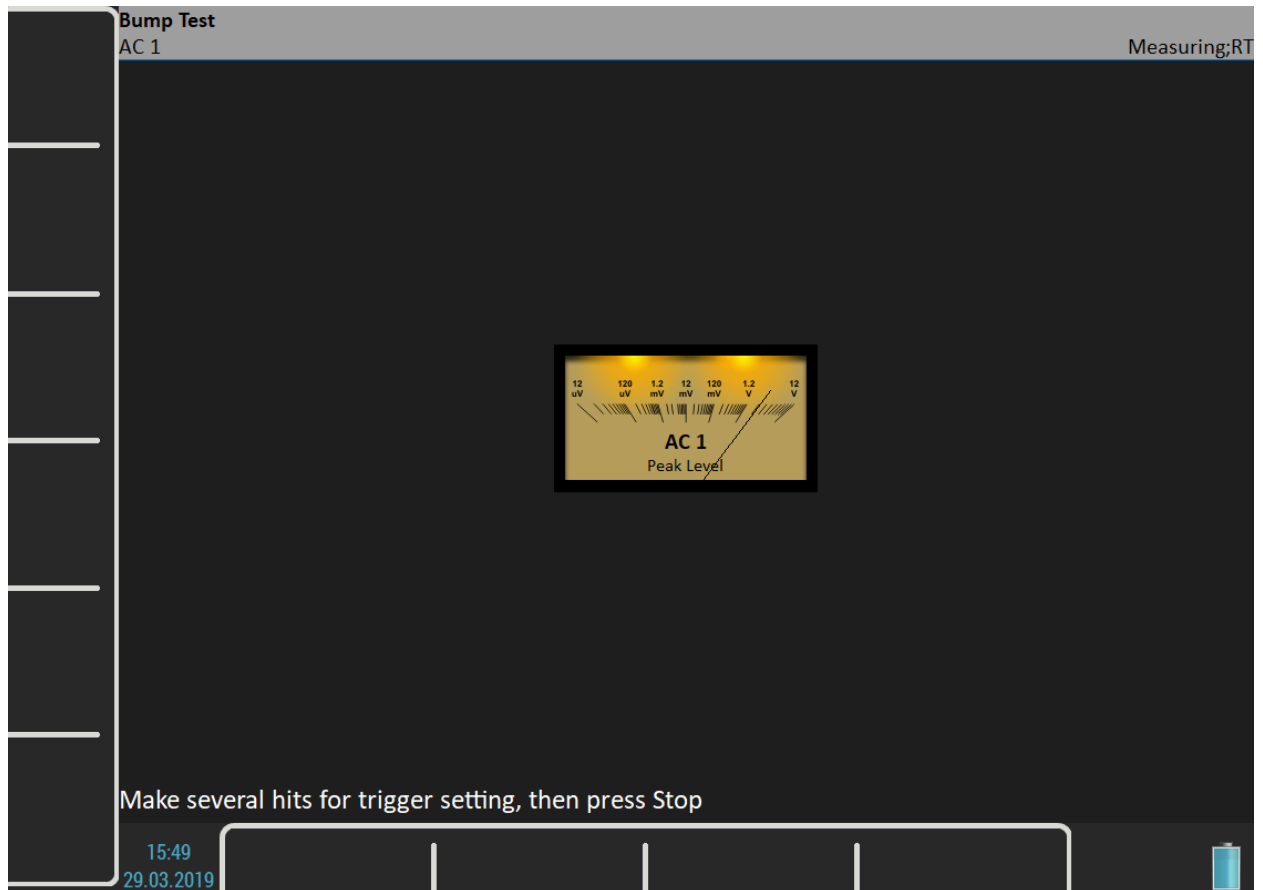 Bump Test
AC 1
Measuring;RT
12 120 1.2 12 120 1.2 12
uV uV mV mV mV V V
AC 1
Peak Level
Make several hits for trigger setting, then press Stop
15:49
29.03.2019